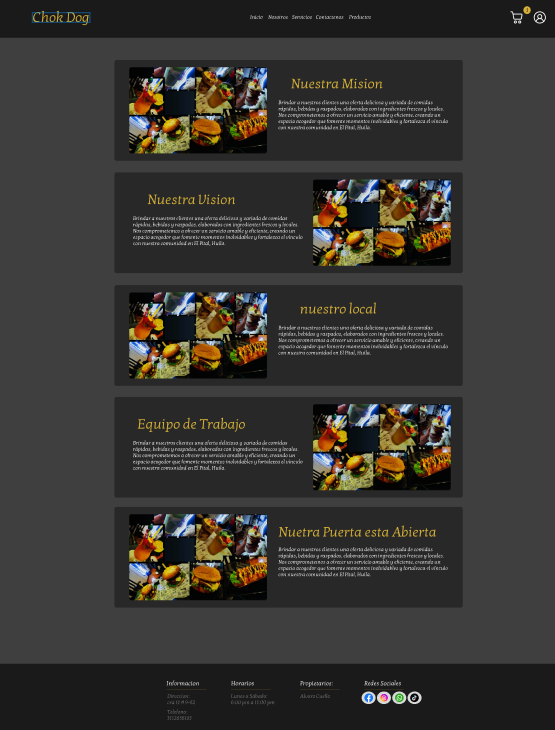 Chok Dog
Inicio Nosotros Servicios Contactenos Productos
Nuestra Mision
Brindar a nuestros clientes una oferta deliciosa y variada de comidas
rápidas, bebidas y raspados, elaborados con ingredientes frescos y locales.
Nos comprometemos a ofrecer un servicio amable y eficiente, creando un
espacio acogedor que fomente momentos inolvidables y fortalezca el vínculo
con nuestra comunidad en El Pital, Huila.
Nuestra Vision
Brindar a nuestros clientes una oferta deliciosa y variada de comidas
rápidas, bebidas y raspados, elaborados con ingredientes frescos y locales.
Nos comprometemos a ofrecer un servicio amable y eficiente, creando un
espacio acogedor que fomente momentos inolvidables y fortalezca el vínculo
con nuestra comunidad en El Pital, Huila.
nuestro local
Brindar a nuestros clientes una oferta deliciosa y variada de comidas
rápidas, bebidas y raspados, elaborados con ingredientes frescos y locales.
Nos comprometemos a ofrecer un servicio amable y eficiente, creando un
espacio acogedor que fomente momentos inolvidables y fortalezca el vínculo
con nuestra comunidad en El Pital, Huila.
Equipo de Trabajo
Brindar a nuestros clientes una oferta deliciosa y variada de comidas
rápidas, bebidas y raspados, elaborados con ingredientes frescos y locales.
Nos comprometemos a ofrecer un servicio amable y eficiente, creando un
espacio acogedor que fomente momentos inolvidables y fortalezca el vínculo
con nuestra comunidad en El Pital, Huila.
Nuetra Puerta esta Abierta
Brindar a nuestros clientes una oferta deliciosa y variada de comidas
rápidas, bebidas y raspados, elaborados con ingredientes frescos y locales.
Nos comprometemos a ofrecer un servicio amable y eficiente, creando un
espacio acogedor que fomente momentos inolvidables y fortalezca el vínculo
con nuestra comunidad en El Pital, Huila.
Informacion Horarios Propietarios: Redes Sociales
Direccion: Lunes a Sábado: Alvaro Cuello
Telefono: